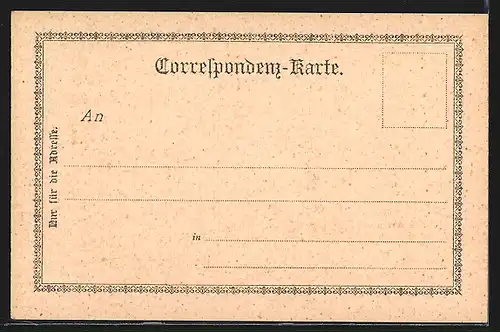 Correspondenz-Karte.
An
Nur für die Adresse.
in